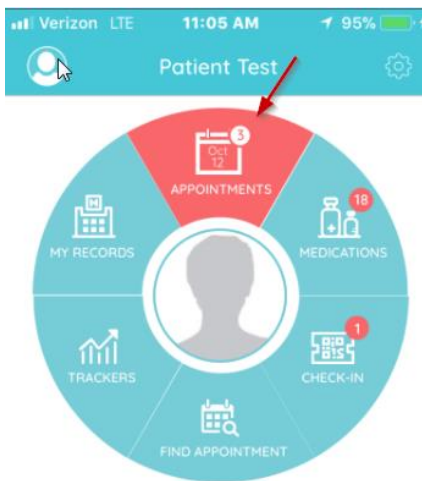 Verizon LTE 11:05 AM 95%
Patient Test
3
Oct
12
APPOINTMENTS
MY RECORDS
18
MEDICATIONS
TRACKERS
1
CHECK-IN
FIND APPOINTMENT